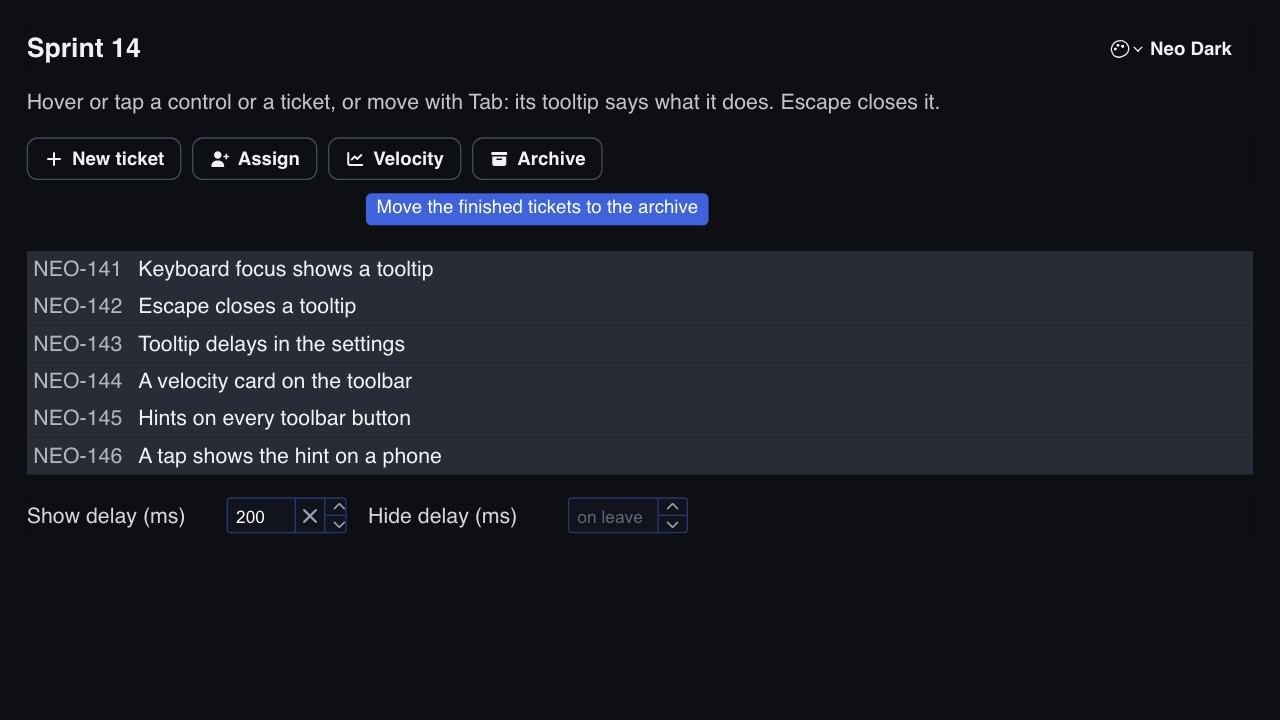 Sprint 14
Neo Dark
Hover or tap a control or a ticket, or move with Tab: its tooltip says what it does. Escape closes it.
New ticket
Assign
Velocity
Archive
Move the finished tickets to the archive
NEO-141 Keyboard focus shows a tooltip
NEO-142 Escape closes a tooltip
NEO-143 Tooltip delays in the settings
NEO-144 A velocity card on the toolbar
NEO-145 Hints on every toolbar button
NEO-146 A tap shows the hint on a phone
Show delay (ms) 200 Hide delay (ms) on leave